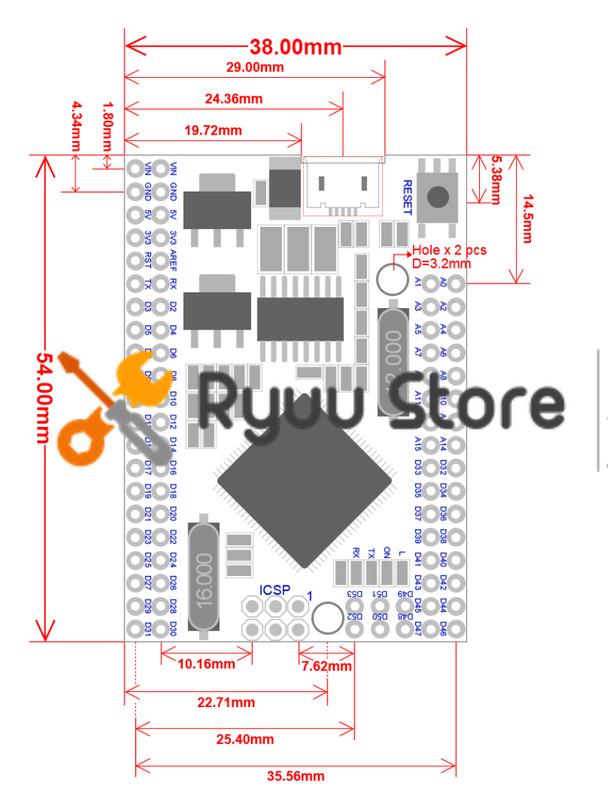 38.00mm
29.00mm
24.36mm
19.72mm
4.34mm
1.80mm
5.38mm
14.5mm
54.00mm
VIN VIN
GND GND
5V 5V
3V3 3V3
RST AREF
TX RX
D3 D2
D5 D4
D6
D8
D10
D12
D14
D17 D16
D19 D18
D21 D20
D23 D22
D25 D24
D27 D26
D29 D28
D31 D30
RESET
Hole x 2 pcs
D=3.2mm
A1 A0
A3 A2
A5 A4
A7 A6
A8
Ryuu Store
A15 A14
D33 D32
D35 D34
D37 D36
D39 D38
D41 D40
D43 D42
D45 D44
D47 D46
16.000
RX TX ON L
ICSP 1
D53 D51 D49
D52 D50 D48
10.16mm
7.62mm
22.71mm
25.40mm
35.56mm